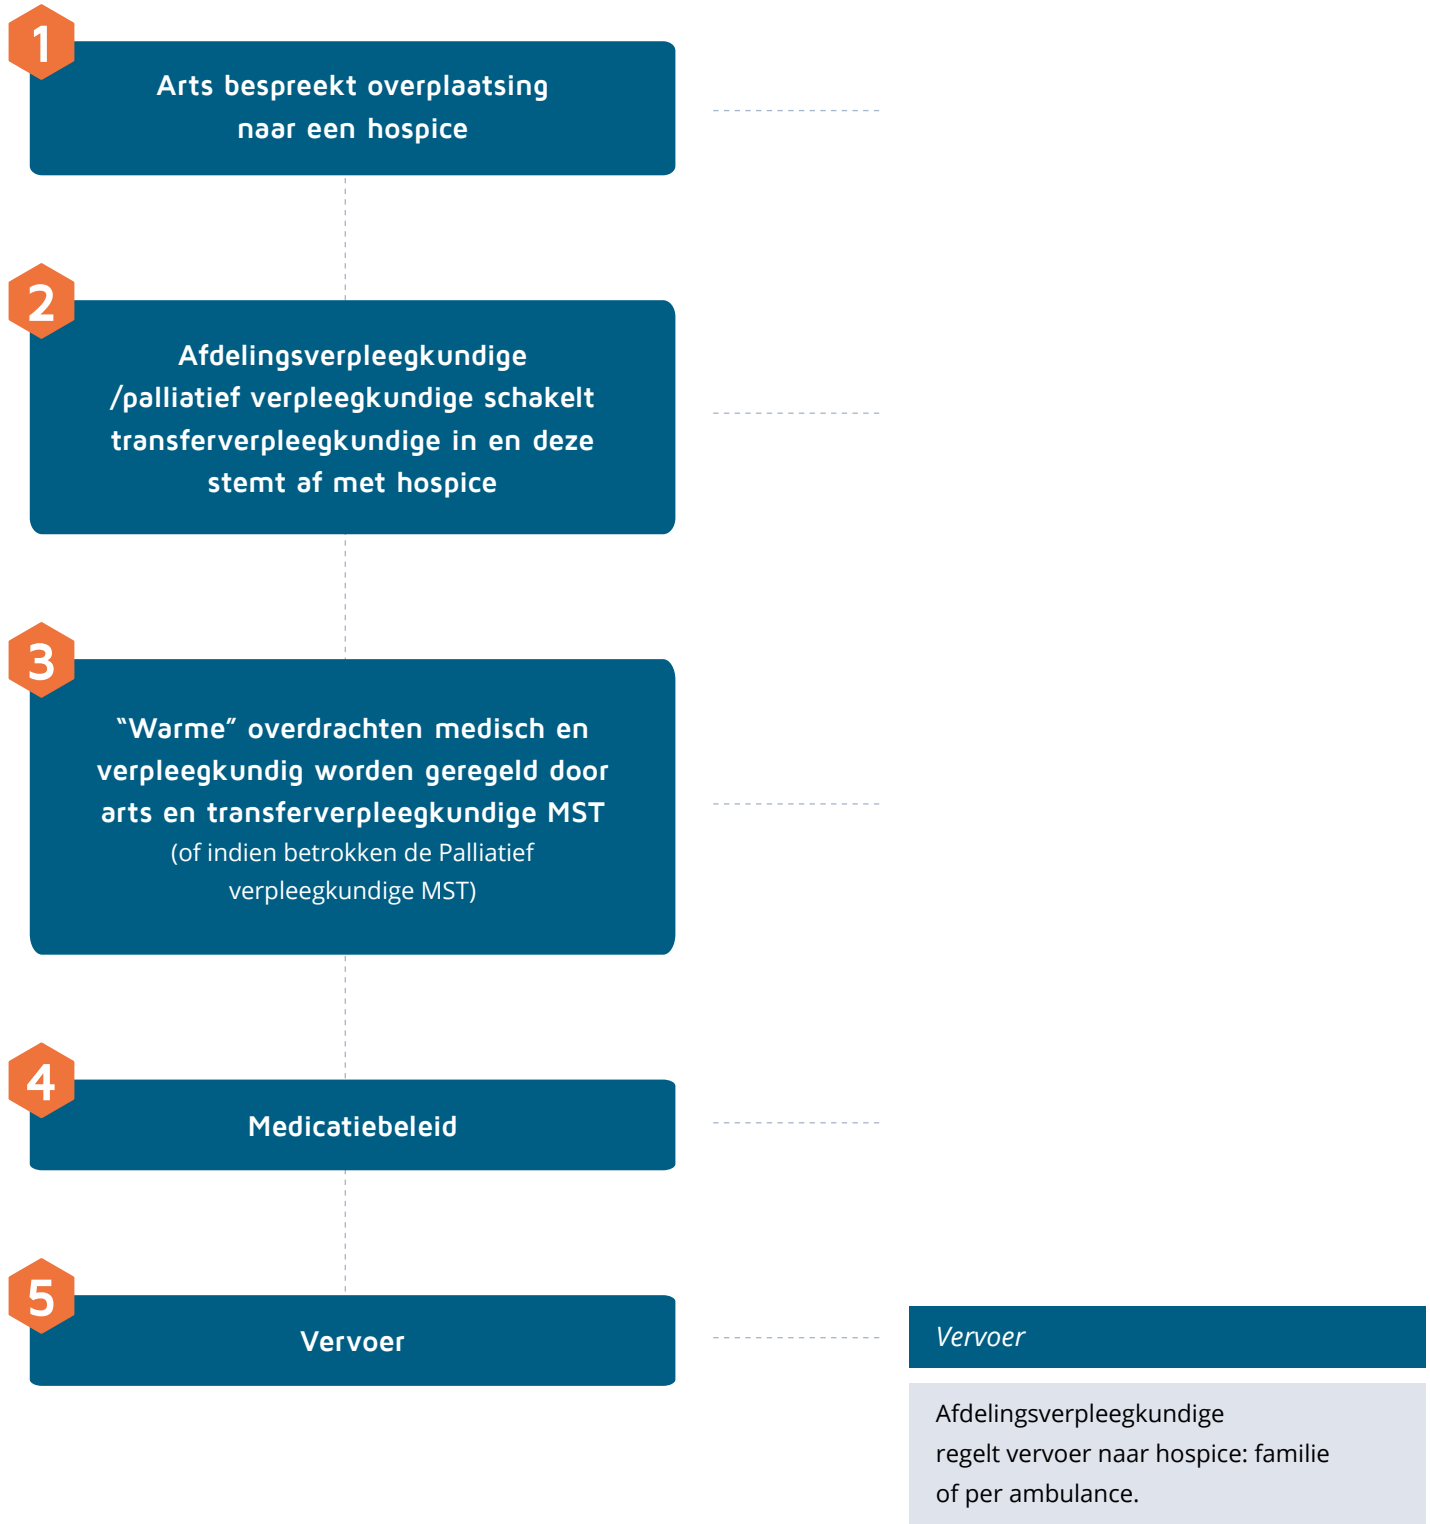 1
Arts bespreekt overplaatsing
naar een hospice
2
Afdelingsverpleegkundige
/palliatief verpleegkundige schakelt
transferverpleegkundige in en deze
stemt af met hospice
3
“Warme” overdrachten medisch en
verpleegkundig worden geregeld door
arts en transferverpleegkundige MST
(of indien betrokken de Palliatief
verpleegkundige MST)
4
Medicatiebeleid
5
Vervoer
Vervoer
Afdelingsverpleegkundige
regelt vervoer naar hospice: familie
of per ambulance.